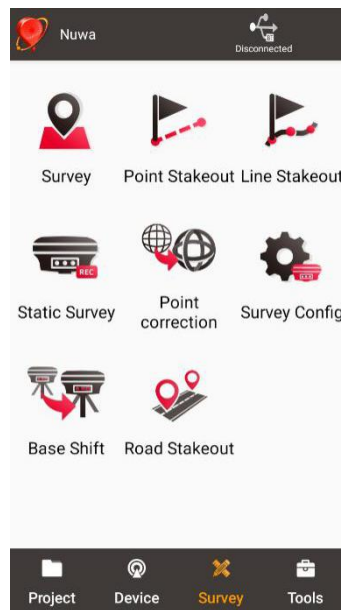 Nuwa
Disconnected
Survey
Point Stakeout
Line Stakeout
REC
Static Survey
Point
correction
Survey Config
Base Shift
Road Stakeout
Project
Device
Survey
Tools